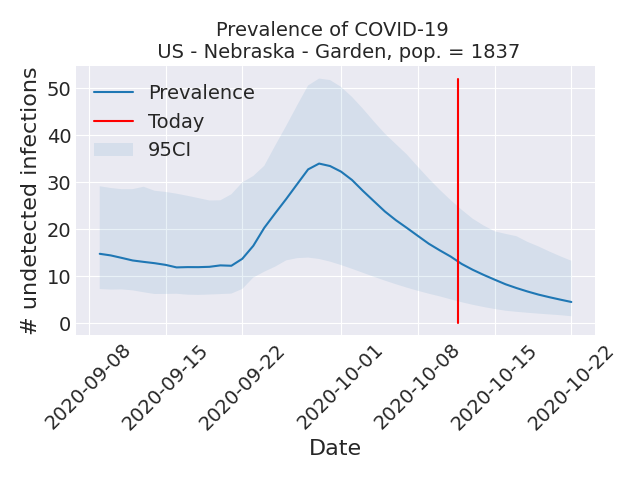 Prevalence of COVID-19
US - Nebraska - Garden, pop. = 1837
# undetected infections
50
40
30
20
10
0
Prevalence
Today
95CI
2020-09-08
2020-09-15
2020-09-22
2020-10-01
2020-10-08
2020-10-15
2020-10-22
Date